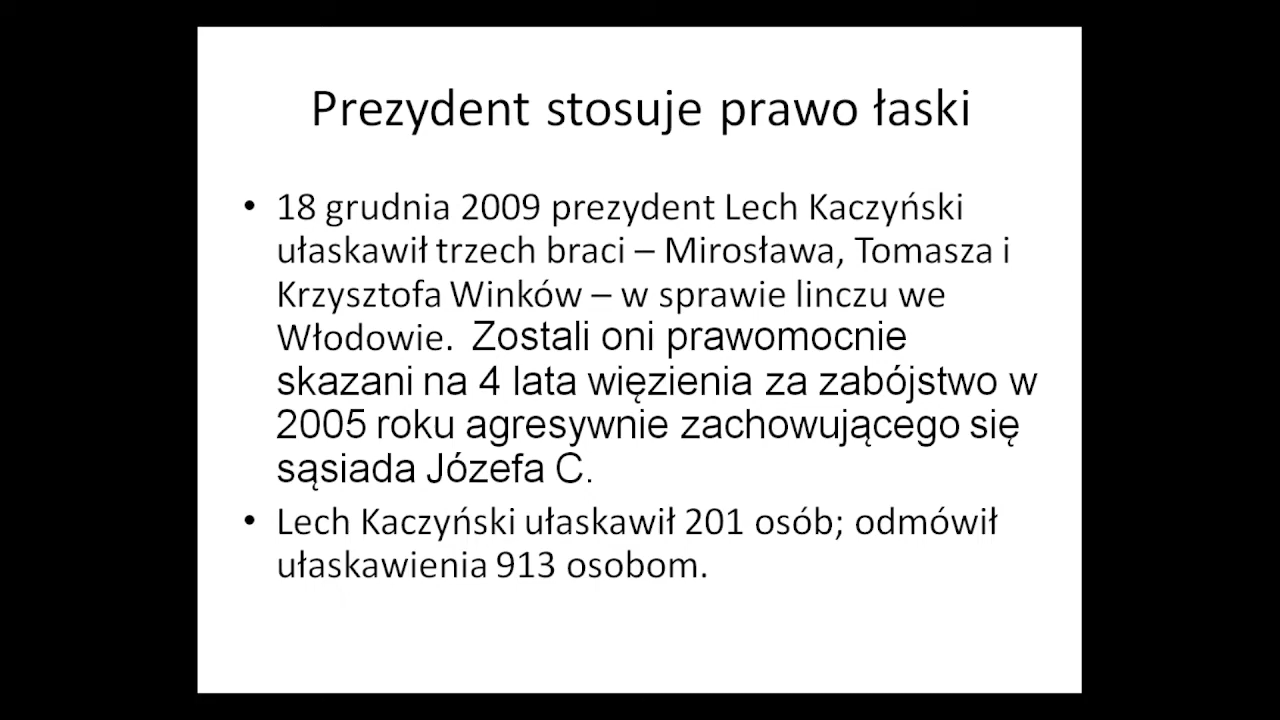 Prezydent stosuje prawo łaski
• 18 grudnia 2009 prezydent Lech Kaczyński
ułaskawił trzech braci – Mirosława, Tomasza i
Krzysztofa Winków – w sprawie linczu we
Włodowie. Zostali oni prawomocnie
skazani na 4 lata więzienia za zabójstwo w
2005 roku agresywnie zachowującego się
sąsiada Józefa C.
• Lech Kaczyński ułaskawił 201 osób; odmówił
ułaskawienia 913 osobom.